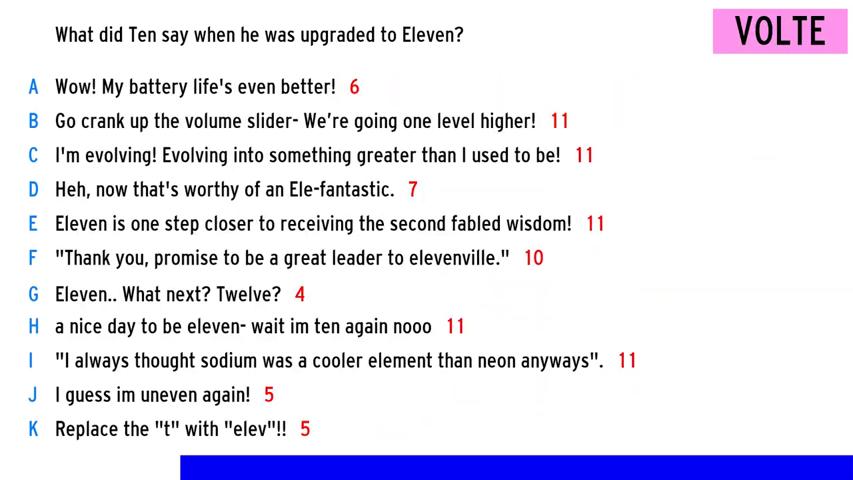 What did Ten say when he was upgraded to Eleven?
VOLTE
A Wow! My battery life's even better! 6
B Go crank up the volume slider- We're going one level higher! 11
C I'm evolving! Evolving into something greater than I used to be! 11
D Heh, now that's worthy of an Ele-fantastic. 7
E Eleven is one step closer to receiving the second fabled wisdom! 11
F "Thank you, promise to be a great leader to elevenville." 10
G Eleven.. What next? Twelve? 4
H a nice day to be eleven- wait im ten again nooo 11
I "I always thought sodium was a cooler element than neon anyways". 11
J I guess im uneven again! 5
K Replace the "t" with "elev"!! 5